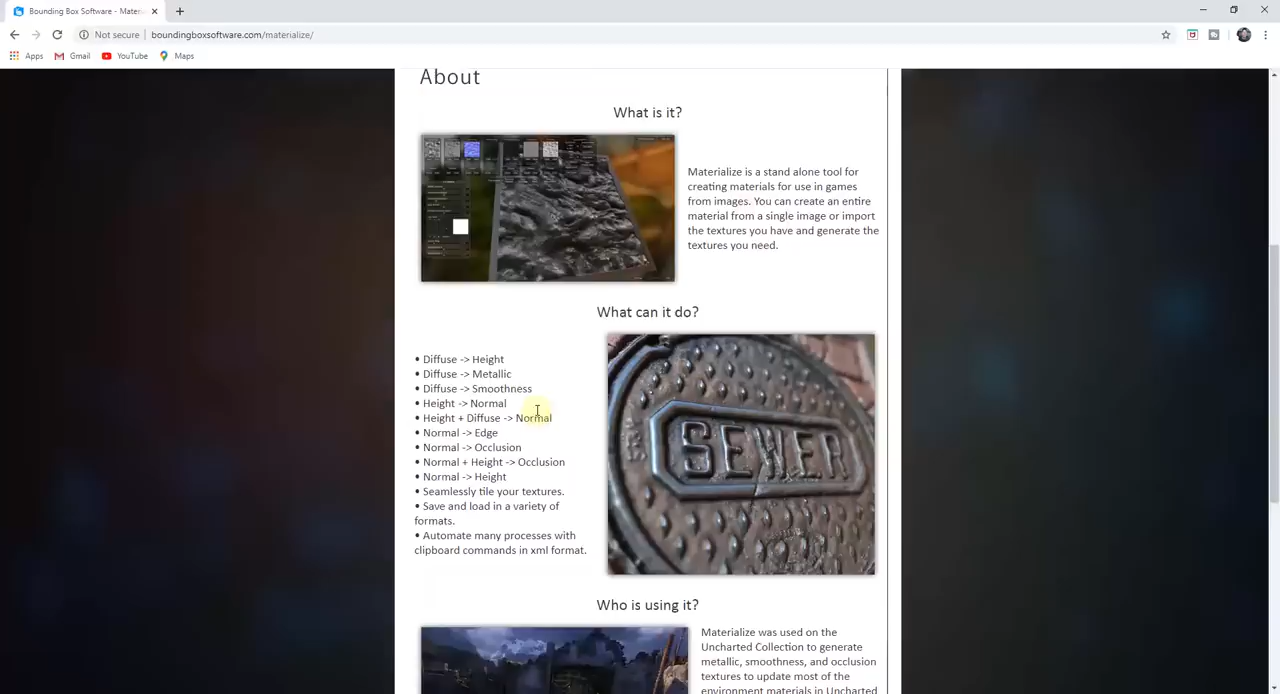 Bounding Box Software - Materi
Not secure | boundingboxsoftware.com/materialize/
Apps Gmail YouTube Maps
About
What is it?
Materialize is a stand alone tool for
creating materials for use in games
from images. You can create an entire
material from a single image or import
the textures you have and generate the
textures you need.
What can it do?
• Diffuse -> Height
• Diffuse -> Metallic
• Diffuse -> Smoothness
• Height -> Normal
• Height + Diffuse -> Normal
• Normal -> Edge
• Normal -> Occlusion
• Normal + Height -> Occlusion
• Normal -> Height
• Seamlessly tile your textures.
• Save and load in a variety of
formats.
• Automate many processes with
clipboard commands in xml format.
SEWER
Who is using it?
Materialize was used on the
Uncharted Collection to generate
metallic, smoothness, and occlusion
textures to update most of the
environment materials in Uncharted